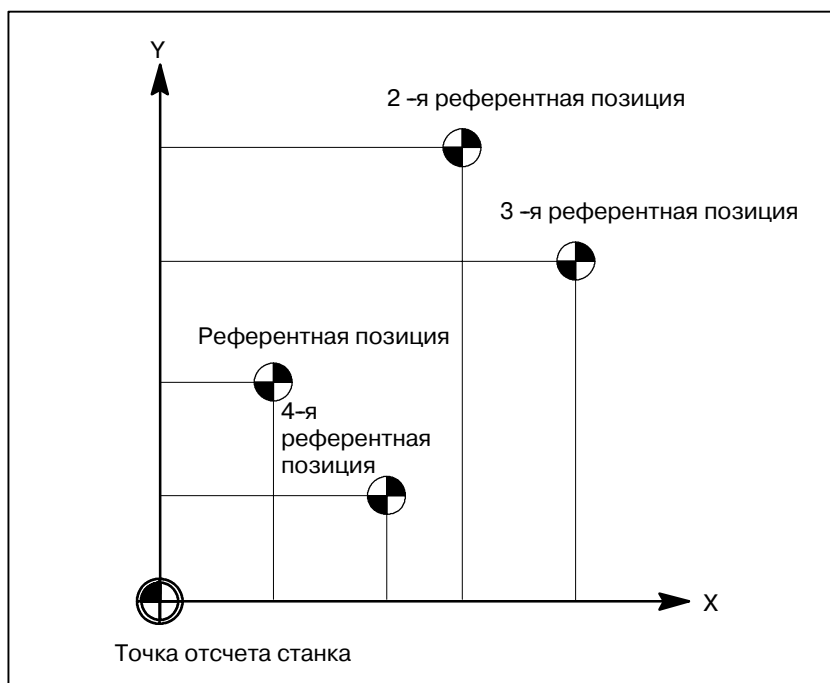 Y
2 -я референтная позиция
3 -я референтная позиция
Референтная позиция
4-я
референтная
позиция
X
Точка отсчета станка